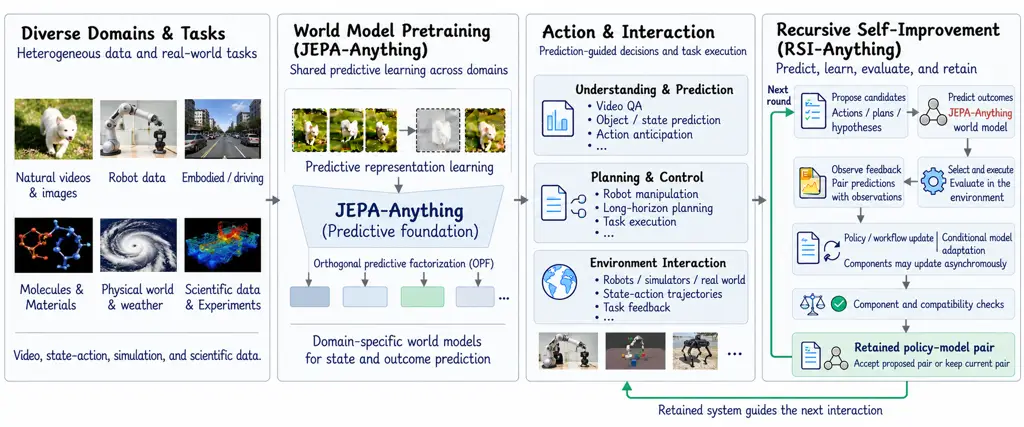 Diverse Domains & Tasks
Heterogeneous data and real-world tasks
Natural videos
& images
Robot data
Embodied / driving
Molecules &
Materials
Physical world
& weather
Scientific data
& Experiments
Video, state-action, simulation, and scientific data.
World Model Pretraining
(JEPA-Anything)
Shared predictive learning across domains
Predictive representation learning
JEPA-Anything
(Predictive foundation)
Orthogonal predictive factorization (OPF)
...
Domain-specific world models
for state and outcome prediction
Action & Interaction
Prediction-guided decisions and task execution
Understanding & Prediction
• Video QA
• Object / state prediction
• Action anticipation
• ...
Planning & Control
• Robot manipulation
• Long-horizon planning
• Task execution
• ...
Environment Interaction
• Robots / simulators / real world
• State-action trajectories
• Task feedback
• ...
...
Recursive Self-Improvement
(RSI-Anything)
Predict, learn, evaluate, and retain
Next
round
Propose candidates
Actions / plans /
hypotheses
Predict outcomes
JEPA-Anything
world model
Observe feedback
Pair predictions
with observations
Select and execute
Evaluate in the
environment
Policy / workflow update
Conditional model
adaptation
Components may update asynchronously
Component and compatibility checks
Retained policy-model pair
Accept proposed pair or keep current pair
Retained system guides the next interaction